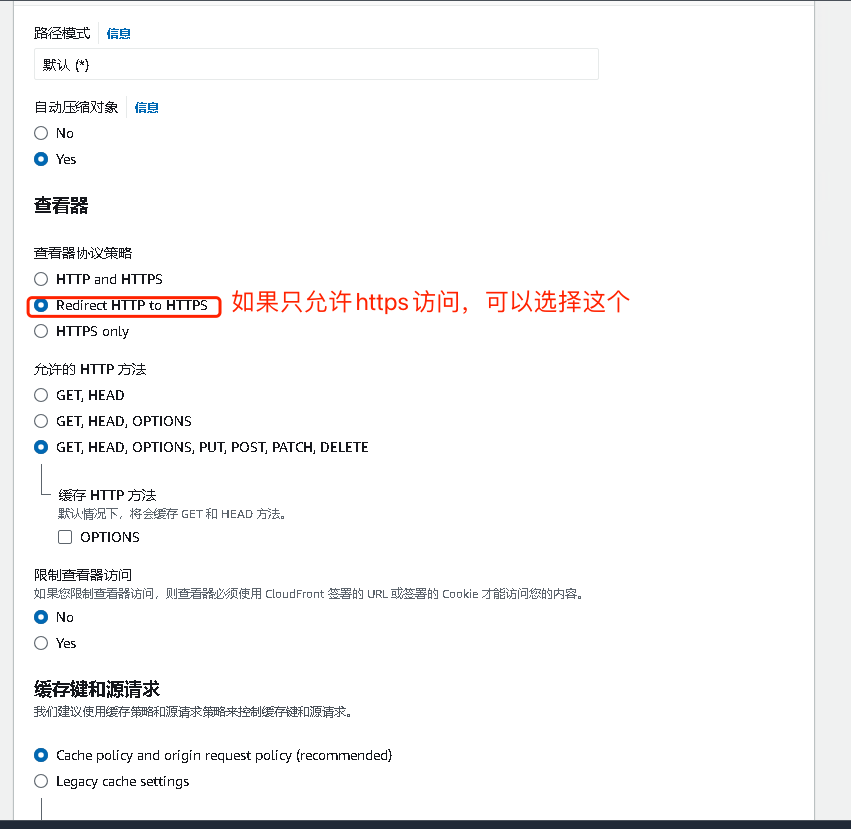 路径模式 信息
默认 (*)
自动压缩对象 信息
No
Yes
查看器
查看器协议策略
HTTP and HTTPS
Redirect HTTP to HTTPS 如果只允许https访问，可以选择这个
HTTPS only
允许的 HTTP 方法
GET, HEAD
GET, HEAD, OPTIONS
GET, HEAD, OPTIONS, PUT, POST, PATCH, DELETE
缓存 HTTP 方法
默认情况下，将会缓存 GET 和 HEAD 方法。
OPTIONS
限制查看器访问
如果您限制查看器访问，则查看器必须使用 CloudFront 签署的 URL 或签署的 Cookie 才能访问您的内容。
No
Yes
缓存键和源请求
我们建议使用缓存策略和源请求策略来控制缓存键和源请求。
Cache policy and origin request policy (recommended)
Legacy cache settings